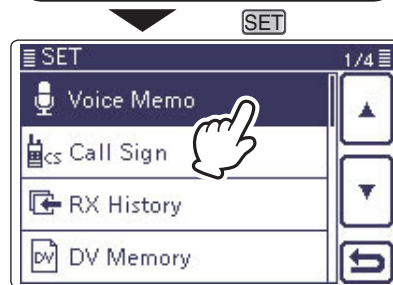 SET
SET 1/4
Voice Memo
CS Call Sign
RX History
DV DV Memory